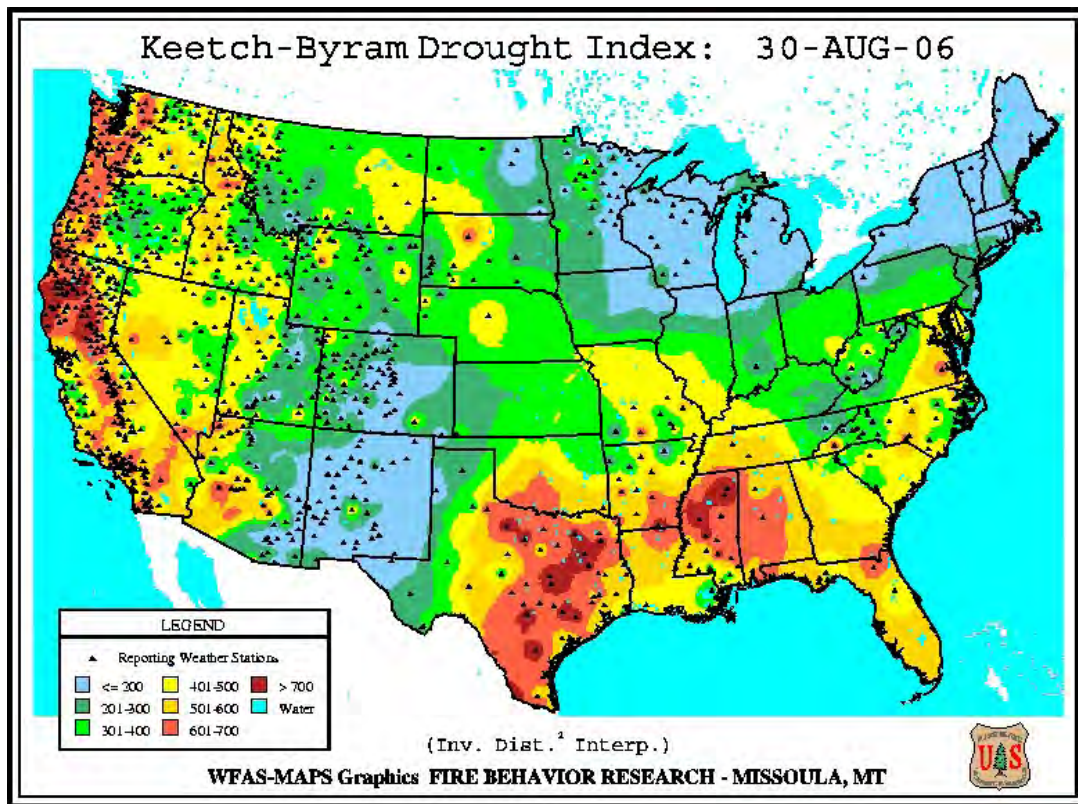 Keetch-Byram Drought Index: 30-AUG-06
LEGEND
Reporting Weather Stations
<= 200 401-500 > 700
201-300 501-600 Water
301-400 601-700
(Inv. Dist.² Interp.)
WFAS-MAPS Graphics FIRE BEHAVIOR RESEARCH - MISSOULA, MT
U S